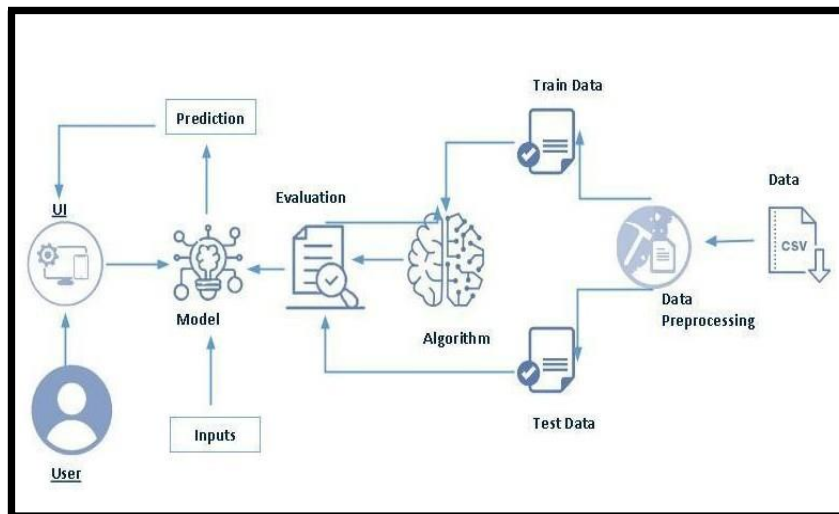 Train Data
Prediction
Data
UI
Evaluation
CSV
Model
Algorithm
Data
Preprocessing
Inputs
Test Data
User